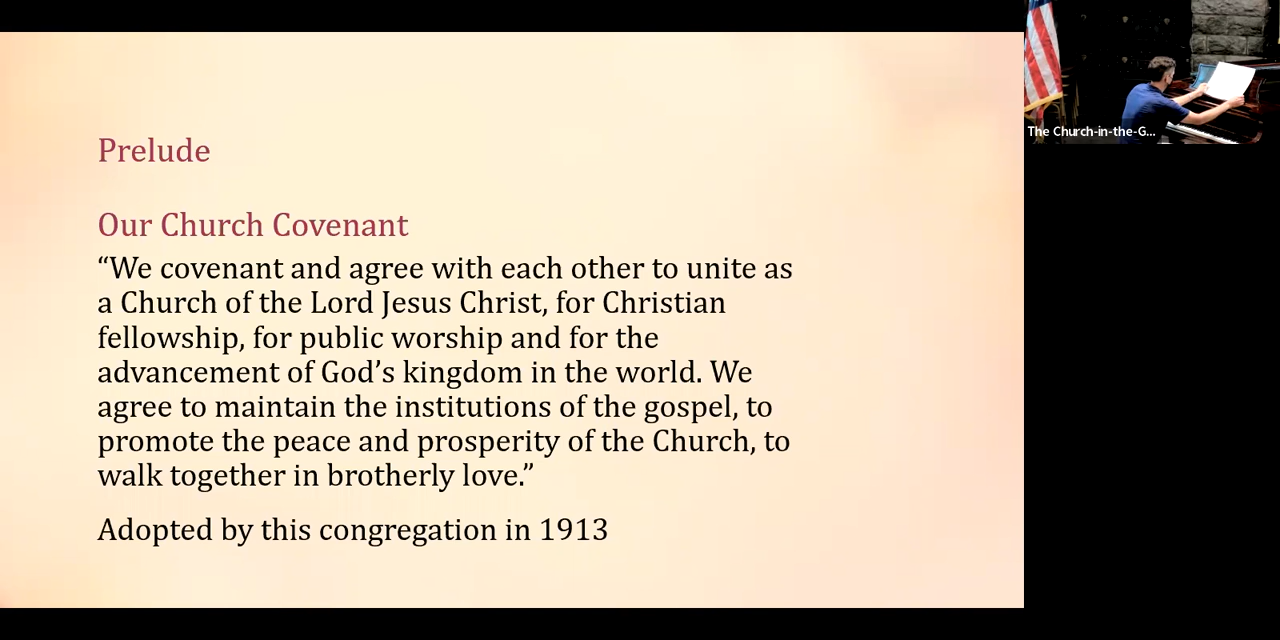 Prelude
Our Church Covenant
“We covenant and agree with each other to unite as
a Church of the Lord Jesus Christ, for Christian
fellowship, for public worship and for the
advancement of God’s kingdom in the world. We
agree to maintain the institutions of the gospel, to
promote the peace and prosperity of the Church, to
walk together in brotherly love.”
Adopted by this congregation in 1913
The Church-in-the-G...